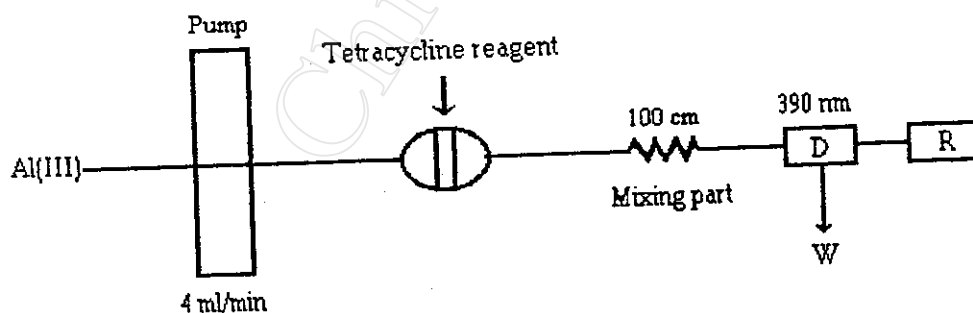 Pump
Tetracycline reagent
390 nm
100 cm
Al(III)
D
R
Mixing part
W
4 ml/min